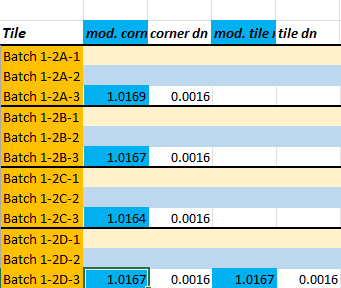 Tile mod. corn corner dn mod. tile tile dn
Batch 1-2A-1
Batch 1-2A-2
Batch 1-2A-3 1.0169 0.0016
Batch 1-2B-1
Batch 1-2B-2
Batch 1-2B-3 1.0167 0.0016
Batch 1-2C-1
Batch 1-2C-2
Batch 1-2C-3 1.0164 0.0016
Batch 1-2D-1
Batch 1-2D-2
Batch 1-2D-3 1.0167 0.0016 1.0167 0.0016